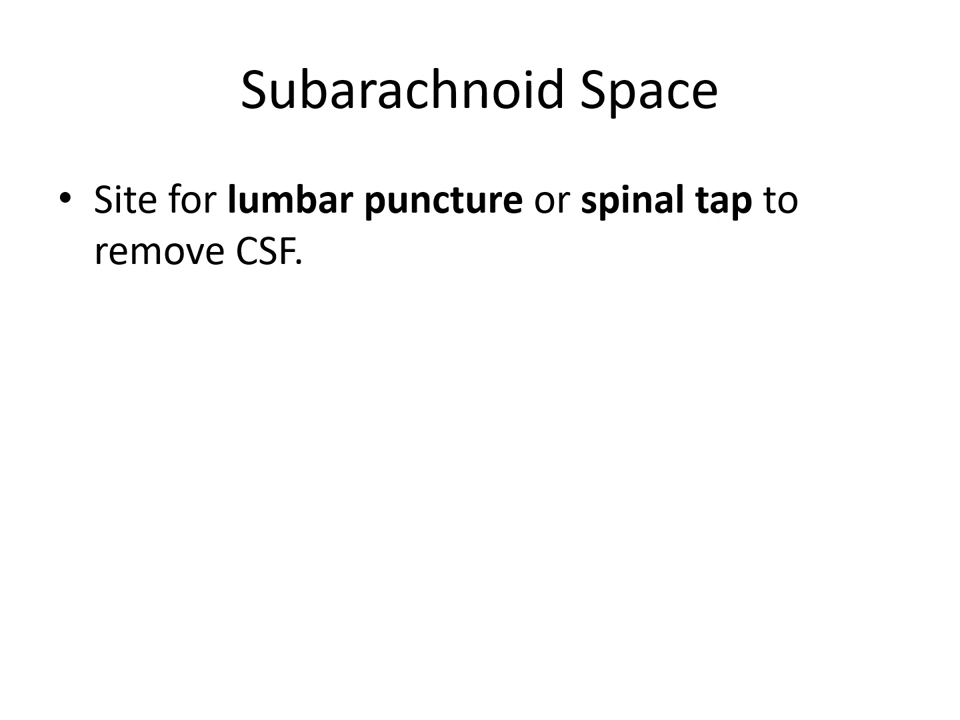 Subarachnoid Space
• Site for lumbar puncture or spinal tap to
remove CSF.